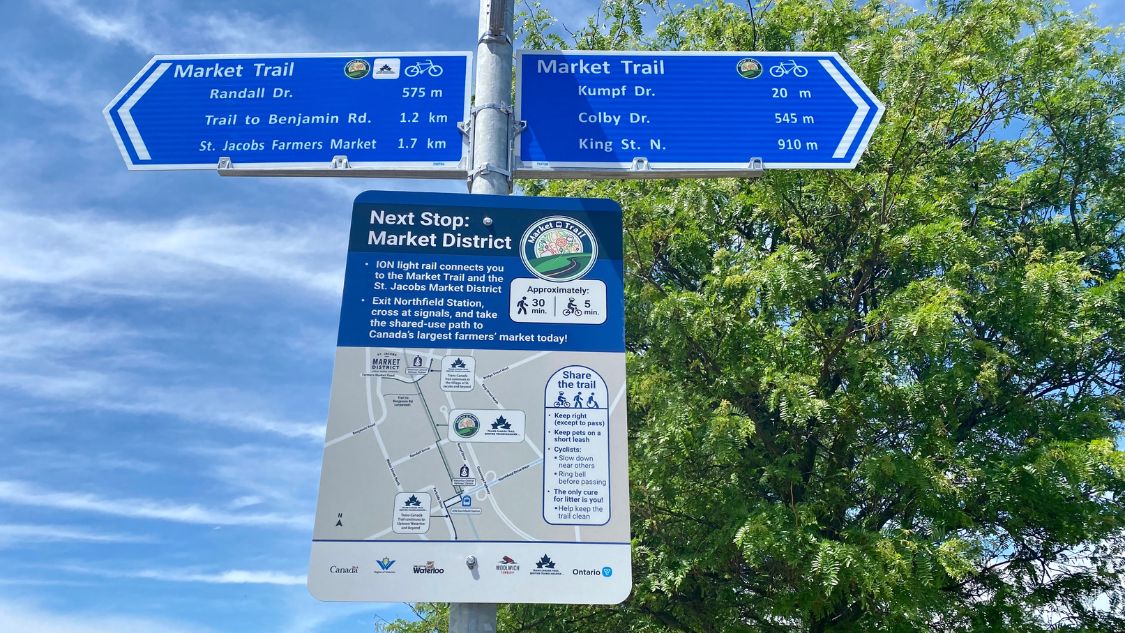 Market Trail
Randall Dr. 575 m
Trail to Benjamin Rd. 1.2 km
St. Jacobs Farmers Market 1.7 km
Market Trail
Kumpf Dr. 20 m
Colby Dr. 545 m
King St. N. 910 m
Next Stop:
Market District
Market Trail
• ION light rail connects you
to the Market Trail and the
St. Jacobs Market District
• Exit Northfield Station,
cross at signals, and take
the shared-use path to
Canada's largest farmers' market today!
Approximately:
30 min. 5 min.
ST. JACOBS
MARKET
DISTRICT
Share
the trail
• Keep right
(except to pass)
• Keep pets on a
short leash
• Cyclists:
• Slow down
near others
• Ring bell
before passing
• The only cure
for litter is you!
• Help keep the
trail clean
N
Canada
Waterloo
WOOLWICH
Ontario